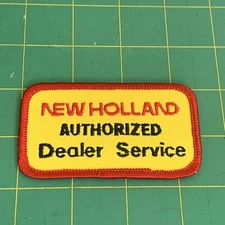 NEW HOLLAND
AUTHORIZED
Dealer Service